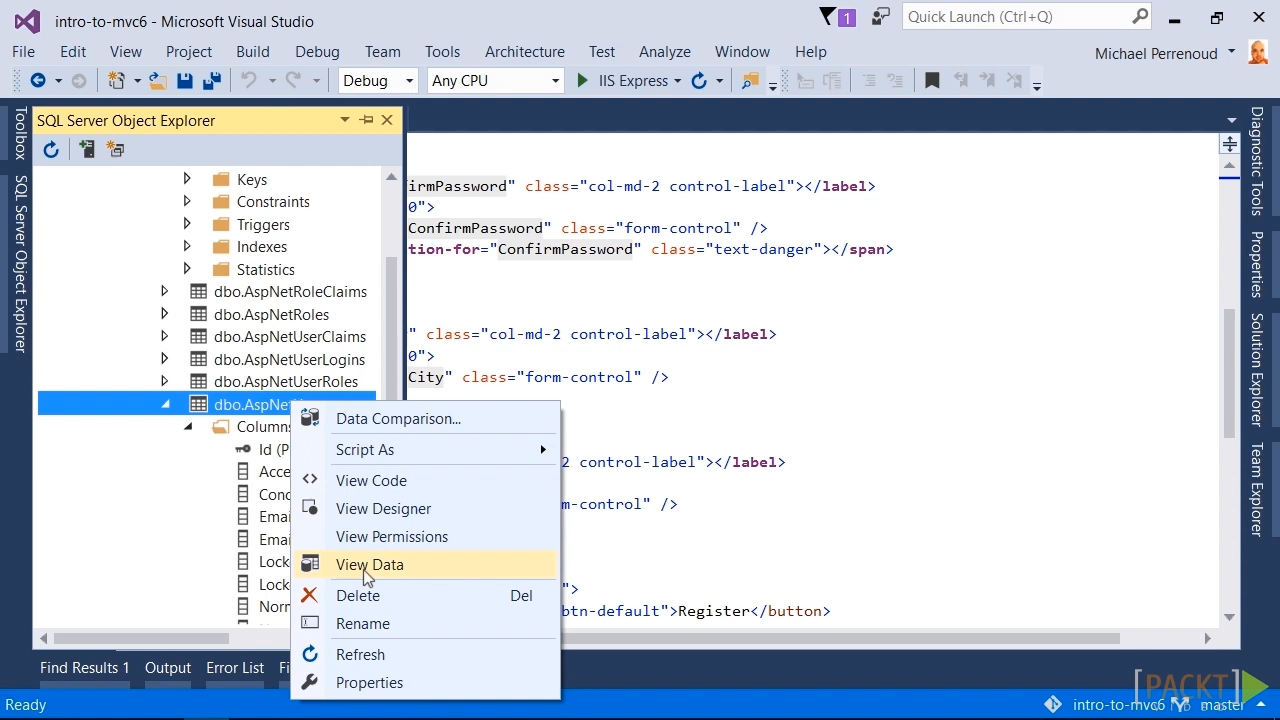 intro-to-mvc6 - Microsoft Visual Studio
1
Quick Launch (Ctrl+Q)
File Edit View Project Build Debug Team Tools Architecture Test Analyze Window Help
Michael Perrenoud
Debug
Any CPU
IIS Express
Toolbox
SQL Server Object Explorer
SQL Server Object Explorer
Keys
Constraints
Triggers
Indexes
Statistics
dbo.AspNetRoleClaims
dbo.AspNetRoles
dbo.AspNetUserClaims
dbo.AspNetUserLogins
dbo.AspNetUserRoles
dbo.AspNet
Columns
Id (P
Acce
Conc
Emai
Emai
Lock
Lock
Norm
irmPassword" class="col-md-2 control-label"></label>
0">
ConfirmPassword" class="form-control" />
tion-for="ConfirmPassword" class="text-danger"></span>
" class="col-md-2 control-label"></label>
0">
City" class="form-control" />
2 control-label"></label>
m-control" />
">
btn-default">Register</button>
Data Comparison...
Script As
View Code
View Designer
View Permissions
View Data
Delete Del
Rename
Refresh
Properties
Diagnostic Tools
Properties
Solution Explorer
Team Explorer
Find Results 1 Output Error List Fi
Ready
intro-to-mvc6
master
[PACKT]